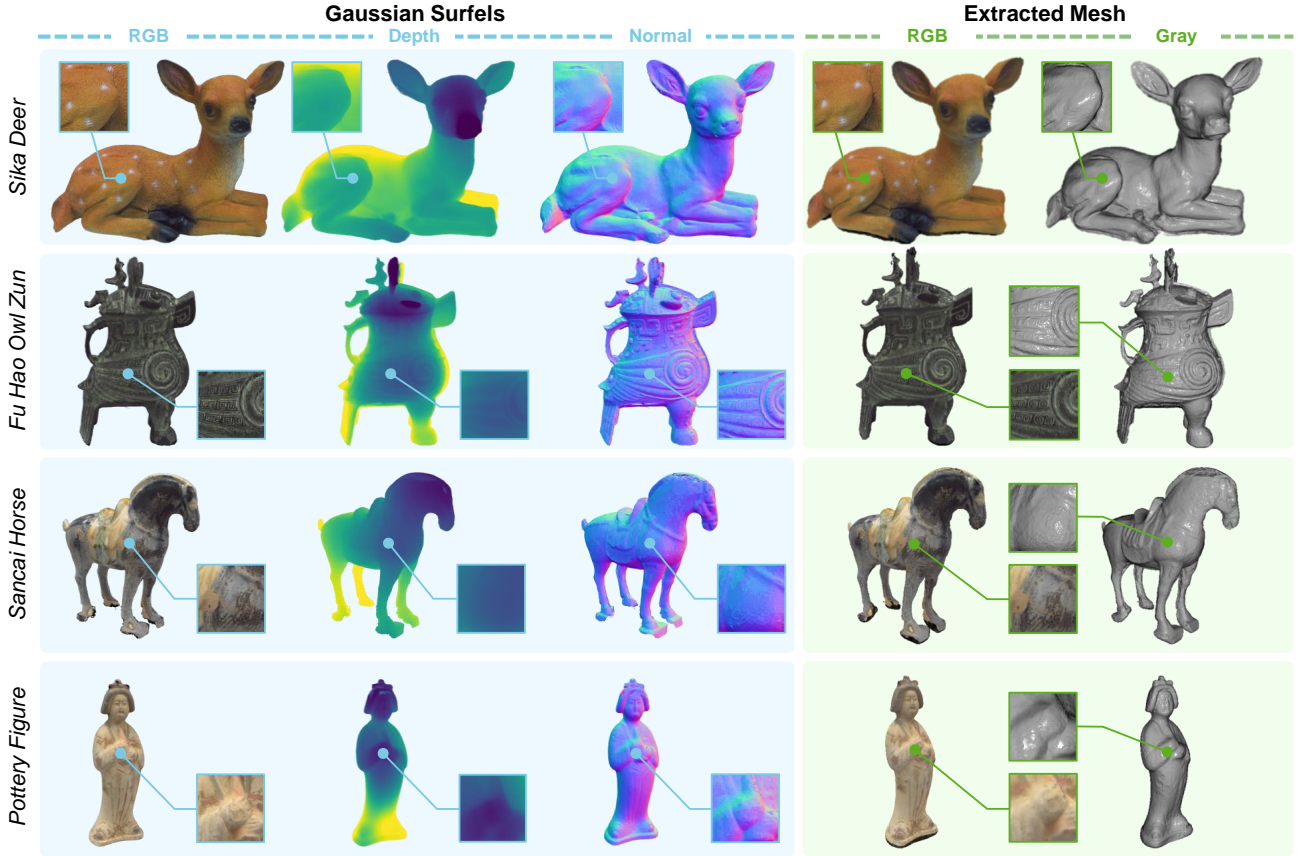 Gaussian Surfels
Extracted Mesh
RGB
Depth
Normal
RGB
Gray
Sika Deer
Fu Hao Owl Zun
Sancai Horse
Pottery Figure